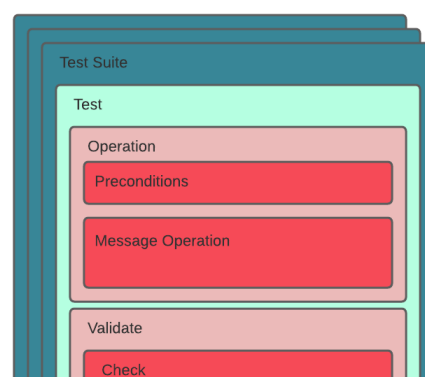 Test Suite
Test
Operation
Preconditions
Message Operation
Validate
Check